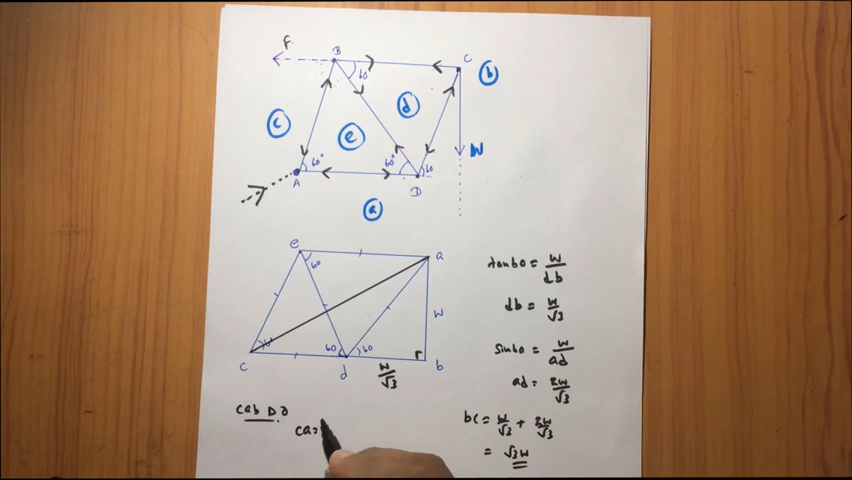 F
B
C
b
60
d
c
e
W
60°
60°
60
A
D
a
e
a
60
W
60
60
c
d
b
W/√3
tan60 = W/db
db = W/√3
sin60 = W/ad
ad = 2W/√3
bc = W/√3 + 2W/√3
= √3W
cab
ca=